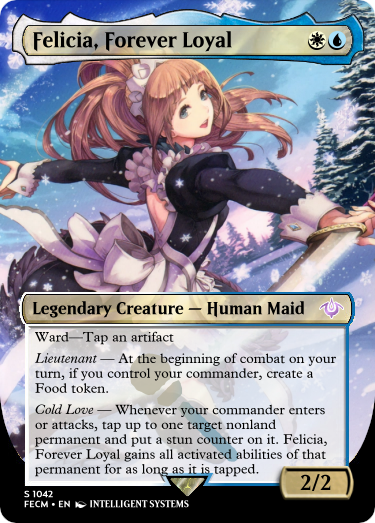 Felicia, Forever Loyal
Legendary Creature — Human Maid
Ward—Tap an artifact
Lieutenant — At the beginning of combat on your
turn, if you control your commander, create a
Food token.
Cold Love — Whenever your commander enters
or attacks, tap up to one target nonland
permanent and put a stun counter on it. Felicia,
Forever Loyal gains all activated abilities of that
permanent for as long as it is tapped.
2/2
S 1042
FECM • EN INTELLIGENT SYSTEMS